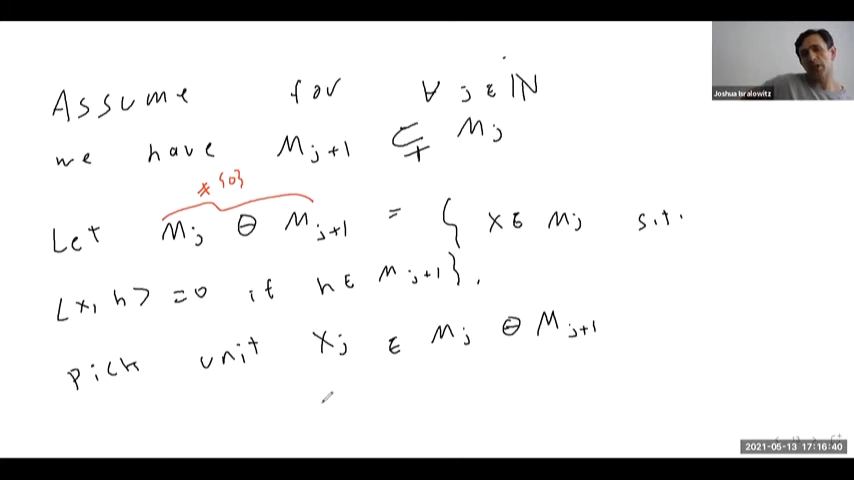 Joshua Isralowitz
Assume for ∀ j ε ℕ
we have M_{j+1} ⊊ M_j
≠ {0}
Let M_j ⊖ M_{j+1} = { x ε M_j s.t.
⟨x, h⟩ = 0 if h ε M_{j+1} }.
Pick unit x_j ε M_j ⊖ M_{j+1}
2021-05-13 17:16:40